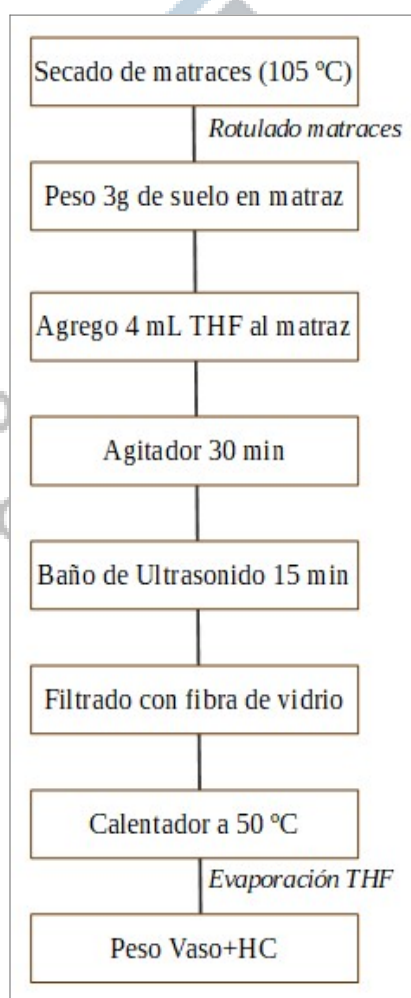 Secado de matraces (105 ºC)
Rotulado matraces
Peso 3g de suelo en matraz
Agrego 4 mL THF al matraz
Agitador 30 min
Baño de Ultrasonido 15 min
Filtrado con fibra de vidrio
Calentador a 50 ºC
Evaporación THF
Peso Vaso+HC